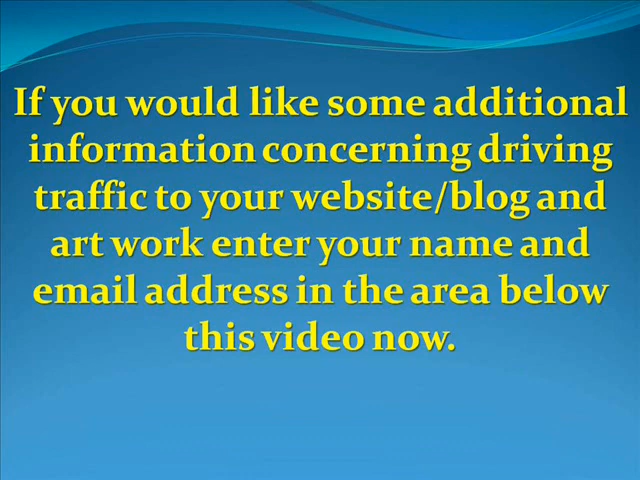 If you would like some additional
information concerning driving
traffic to your website/blog and
art work enter your name and
email address in the area below
this video now.